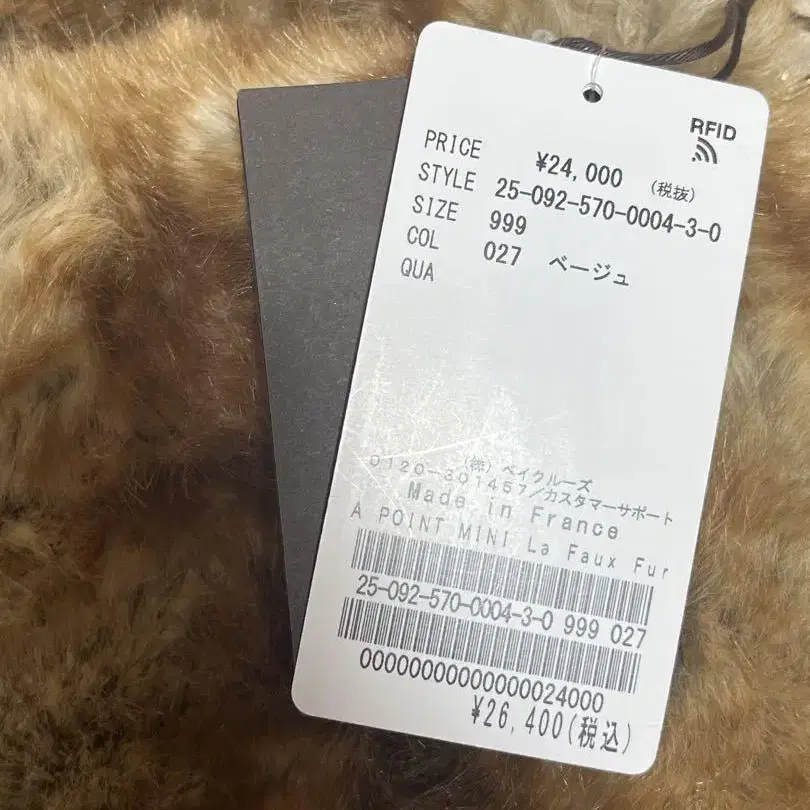 RFID
PRICE ¥24,000 (税抜)
STYLE 25-092-570-0004-3-0
SIZE 999
COL 027 ベージュ
QUA
(株) ベイクルーズ
0120-301457/カスタマーサポート
Made in France
A POINT MINI La Faux Fur
25-092-570-0004-3-0 999 027
00000000000000024000
¥26,400(税込)